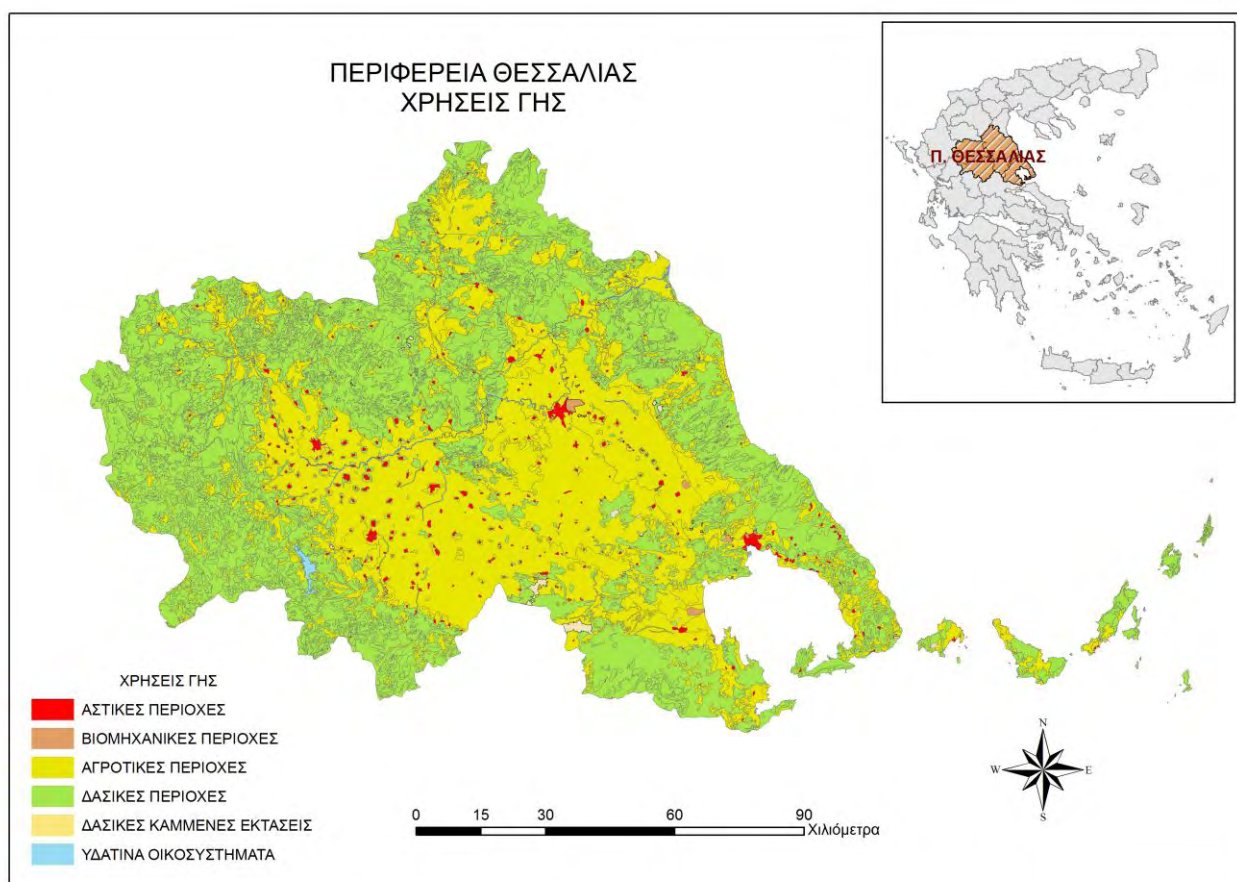 ΠΕΡΙΦΕΡΕΙΑ ΘΕΣΣΑΛΙΑΣ
ΧΡΗΣΕΙΣ ΓΗΣ
Π. ΘΕΣΣΑΛΙΑΣ
ΧΡΗΣΕΙΣ ΓΗΣ
ΑΣΤΙΚΕΣ ΠΕΡΙΟΧΕΣ
ΒΙΟΜΗΧΑΝΙΚΕΣ ΠΕΡΙΟΧΕΣ
ΑΓΡΟΤΙΚΕΣ ΠΕΡΙΟΧΕΣ
ΔΑΣΙΚΕΣ ΠΕΡΙΟΧΕΣ
ΔΑΣΙΚΕΣ ΚΑΜΜΕΝΕΣ ΕΚΤΑΣΕΙΣ
ΥΔΑΤΙΝΑ ΟΙΚΟΣΥΣΤΗΜΑΤΑ
0 15 30 60 90
Χιλιόμετρα
N
W E
S